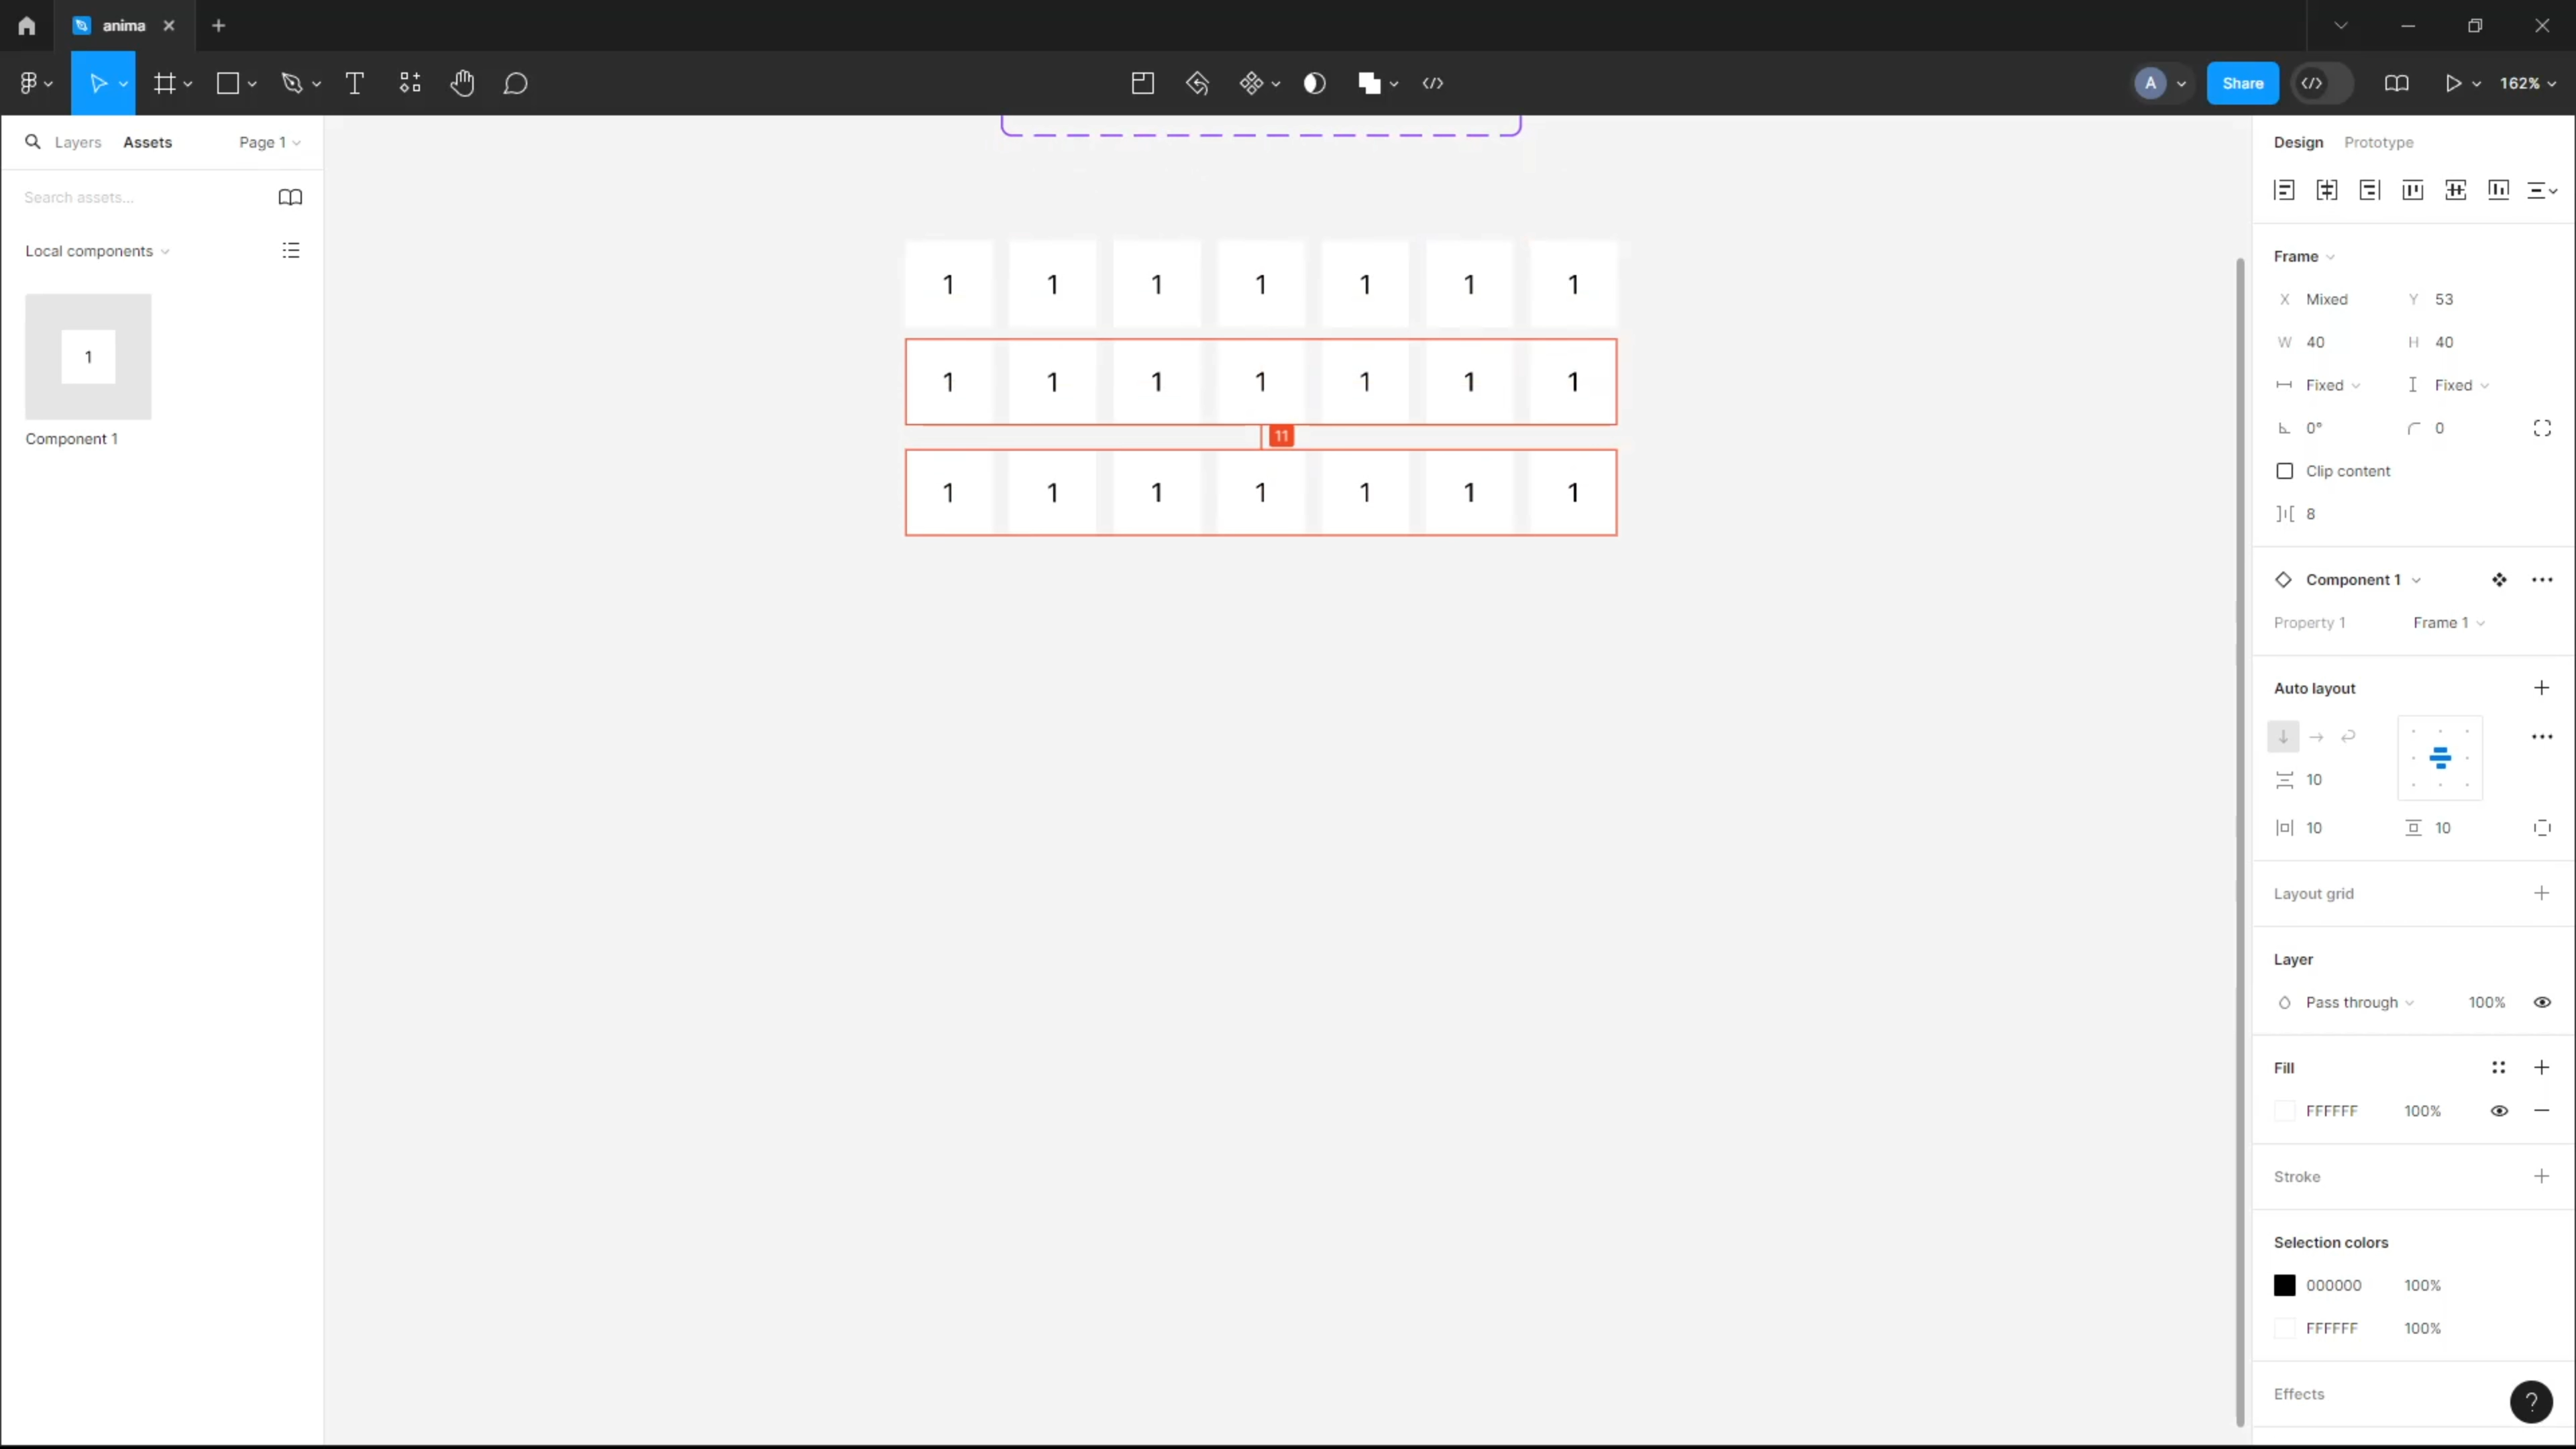 anima
A
Share
162%
Layers Assets Page 1
Search assets...
Local components
1
Component 1
1 1 1 1 1 1 1
1 1 1 1 1 1 1
11
1 1 1 1 1 1 1
Design Prototype
Frame
X Mixed Y 53
W 40 H 40
Fixed Fixed
0° 0
Clip content
8
Component 1
Property 1 Frame 1
Auto layout
10
10 10
Layout grid
Layer
Pass through 100%
Fill
FFFFFF 100%
Stroke
Selection colors
000000 100%
FFFFFF 100%
Effects
?